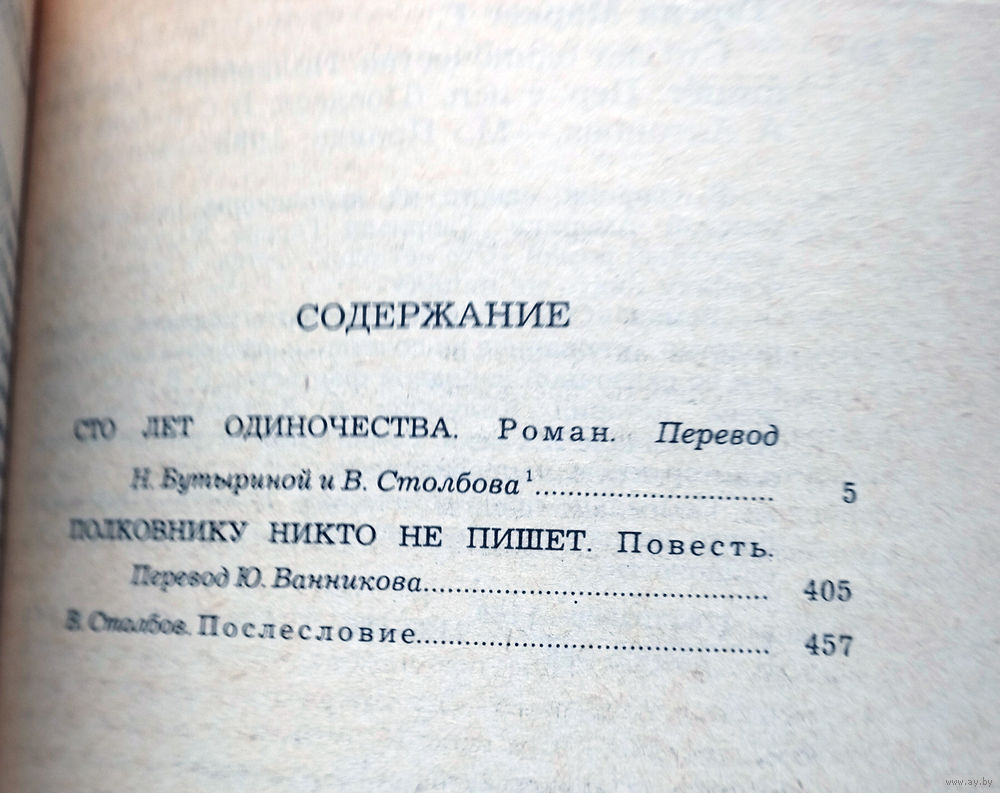 СОДЕРЖАНИЕ
СТО ЛЕТ ОДИНОЧЕСТВА. Роман. Перевод
Н. Бутыриной и В. Столбова¹.............................. 5
ПОЛКОВНИКУ НИКТО НЕ ПИШЕТ. Повесть.
Перевод Ю. Ванникова........................................... 405
В. Столбов. Послесловие............................................ 457
www.ay.by